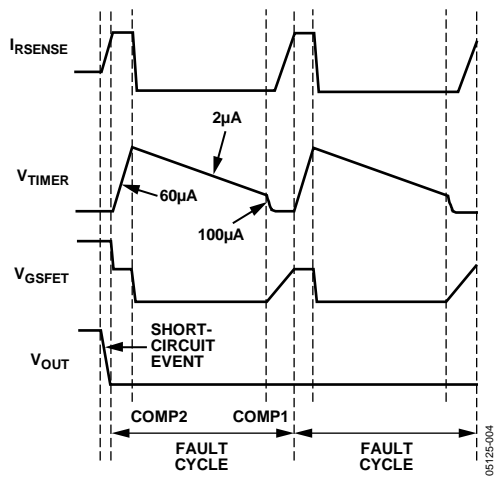 IRSENSE
2µA
VTIMER
60µA
100µA
VGSFET
SHORT-
CIRCUIT
EVENT
VOUT
COMP2
COMP1
FAULT
CYCLE
FAULT
CYCLE
05125-004